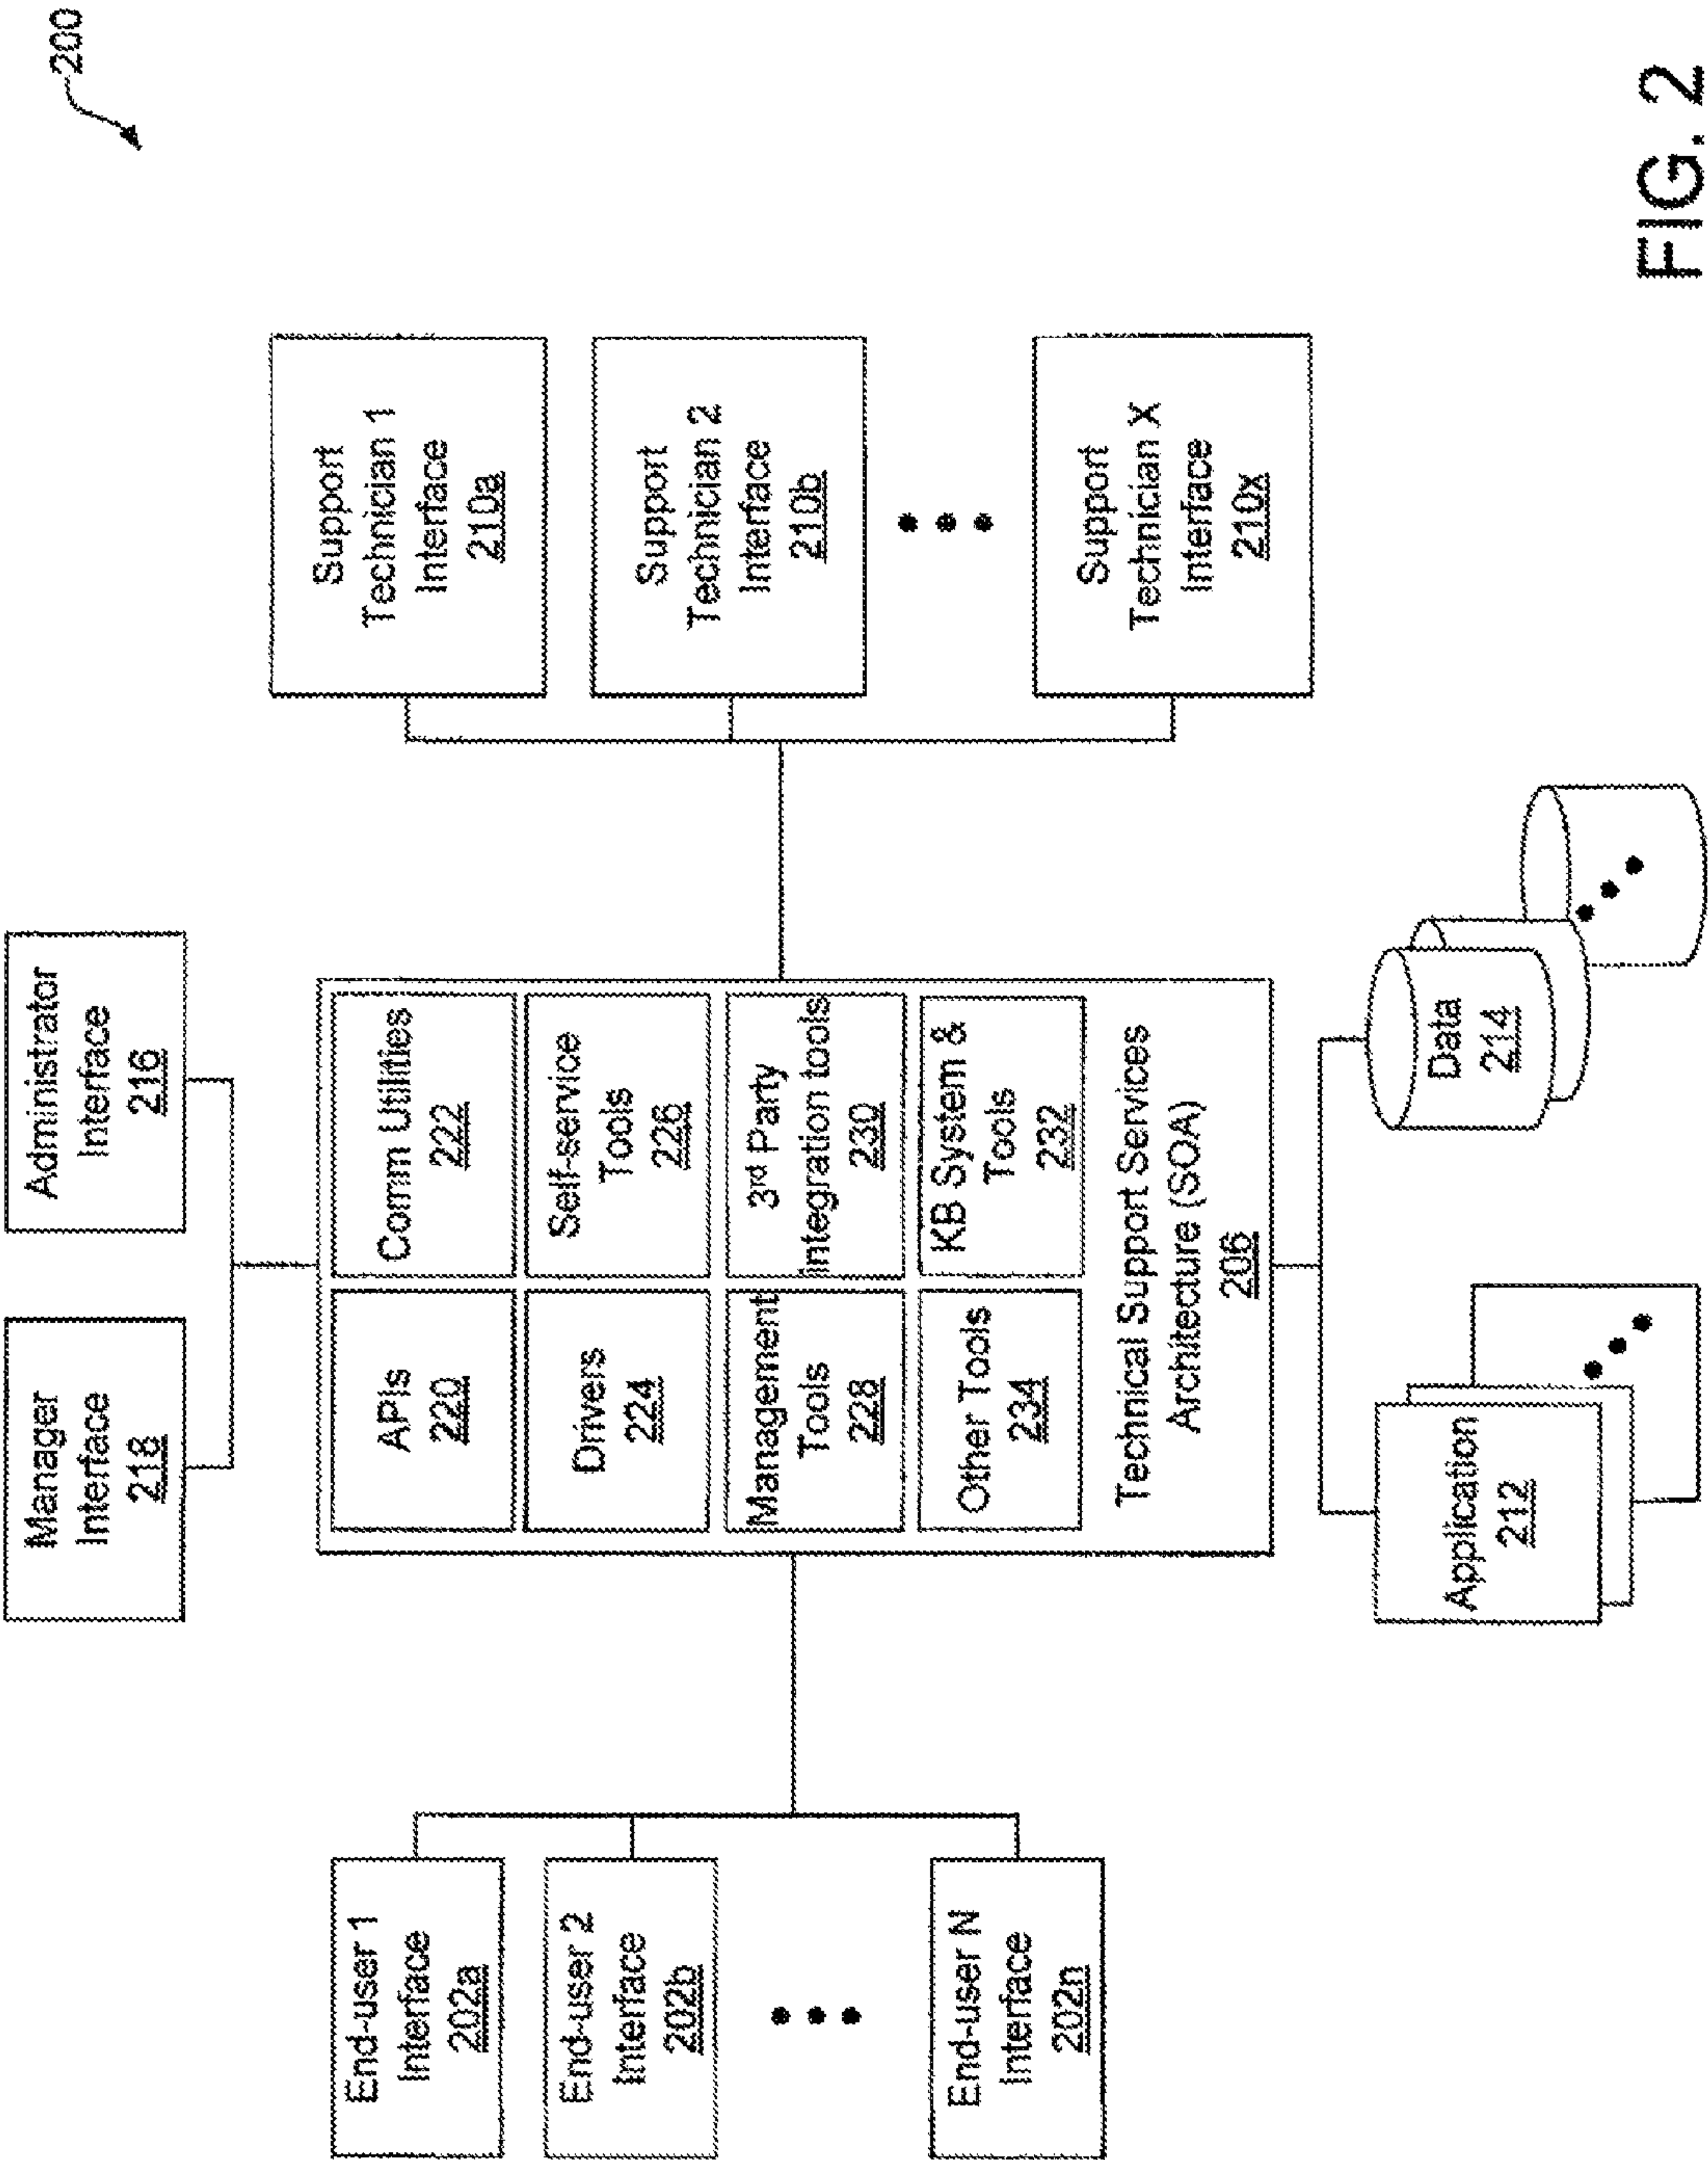 200
Manager
Interface
218
Administrator
Interface
216
End-user 1
Interface
202a
End-user 2
Interface
202b
End-user N
Interface
202n
APIs
220
Comm Utilities
222
Drivers
224
Self-service
Tools
226
Management
Tools
228
3rd Party
integration tools
230
Other Tools
234
KB System &
Tools
232
Technical Support Services
Architecture (SOA)
206
Support
Technician 1
Interface
210a
Support
Technician 2
Interface
210b
Support
Technician X
Interface
210x
Application
212
Data
214
FIG. 2